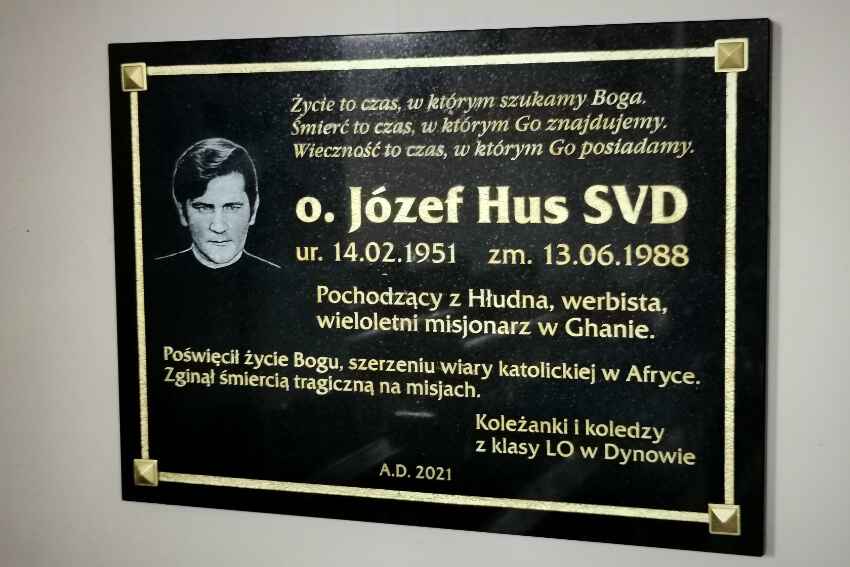 Życie to czas, w którym szukamy Boga.
Śmierć to czas, w którym Go znajdujemy.
Wieczność to czas, w którym Go posiadamy.
o. Józef Hus SVD
ur. 14.02.1951 zm. 13.06.1988
Pochodzący z Hłudna, werbista,
wieloletni misjonarz w Ghanie.
Poświęcił życie Bogu, szerzeniu wiary katolickiej w Afryce.
Zginął śmiercią tragiczną na misjach.
Koleżanki i koledzy
z klasy LO w Dynowie
A.D. 2021